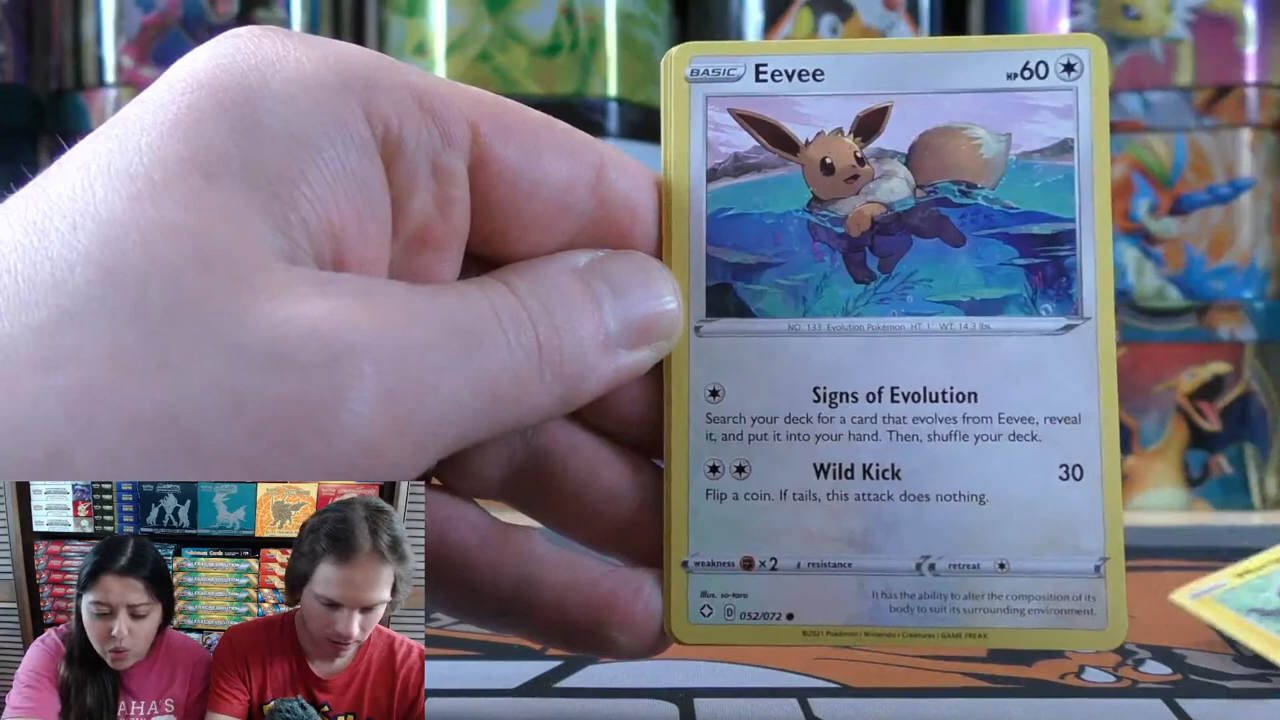 BASIC Eevee HP 60
NO. 133 Evolution Pokémon HT: 1' WT: 14.3 lbs.
Signs of Evolution
Search your deck for a card that evolves from Eevee, reveal
it, and put it into your hand. Then, shuffle your deck.
Wild Kick 30
Flip a coin. If tails, this attack does nothing.
weakness ×2 resistance retreat
Illus. so-taro
It has the ability to alter the composition of its
body to suit its surrounding environment.
D 052/072
©2021 Pokémon / Nintendo / Creatures / GAME FREAK
AHA'S